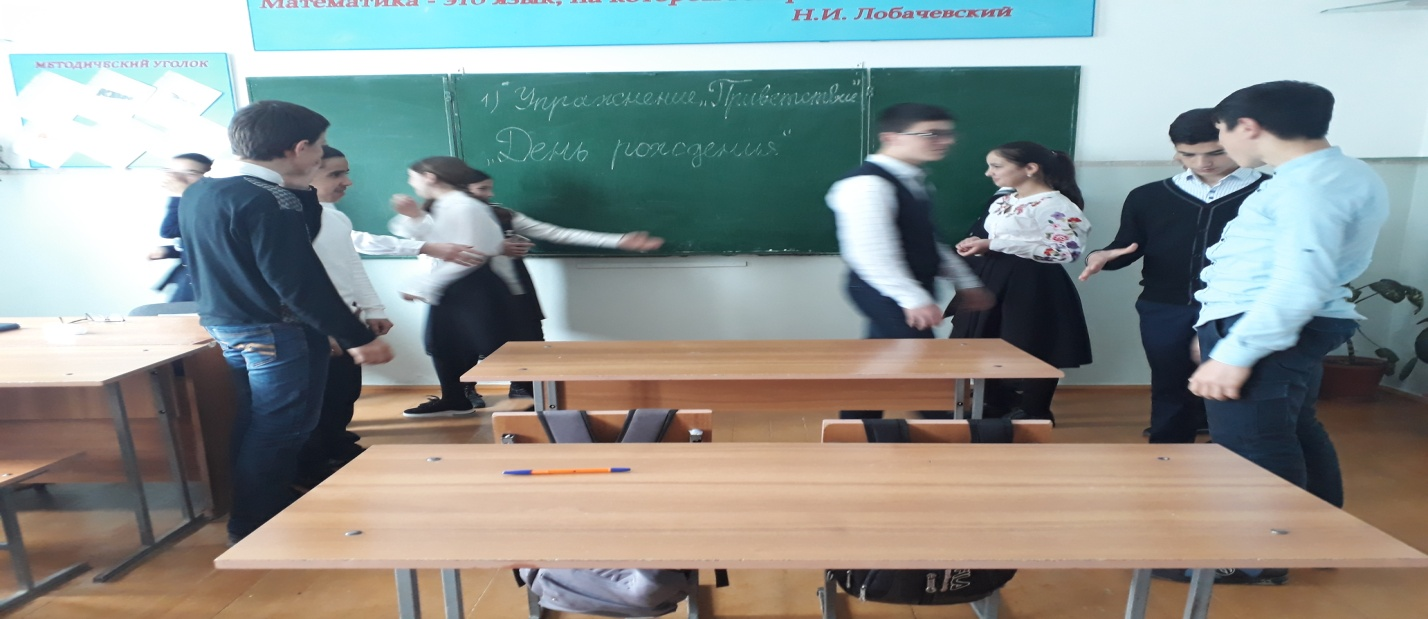 Математика - это язык, на котором
Н.И. Лобачевский
МЕТОДИЧЕСКИЙ УГОЛОК
1) "Упражнение „Приветствие"
„День рождения"